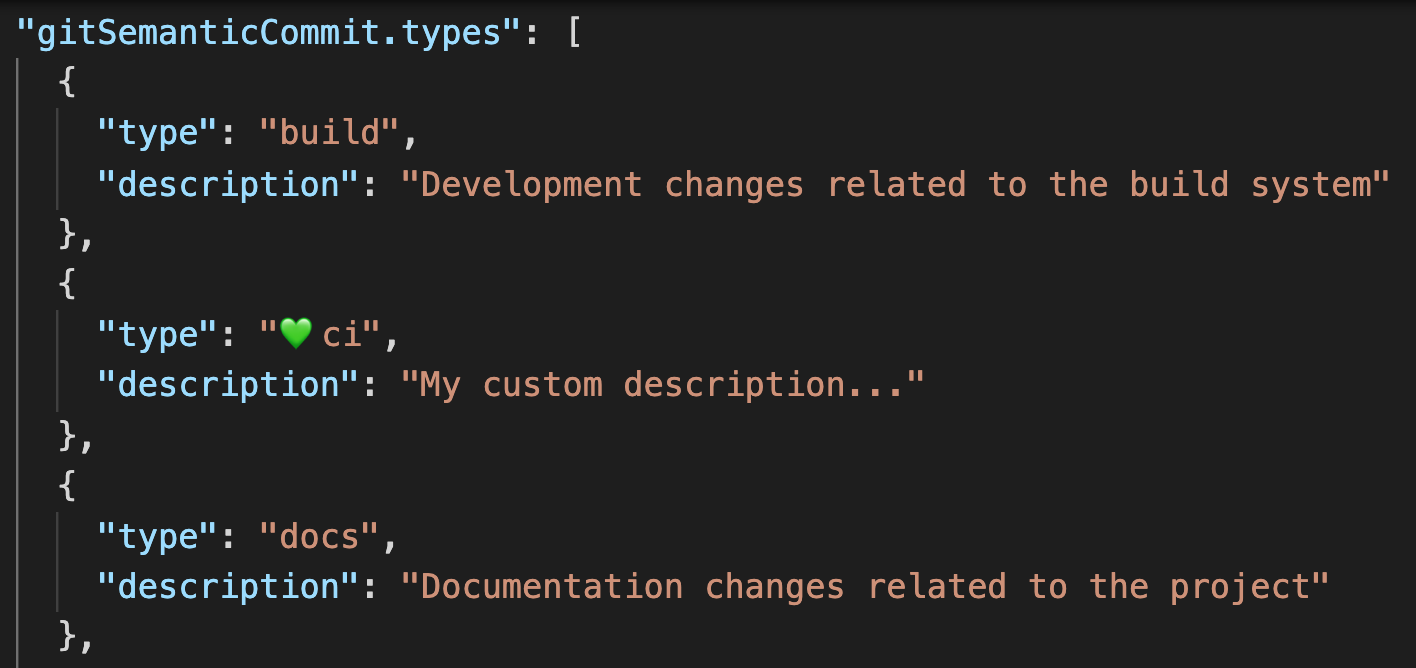 "gitSemanticCommit.types": [
{
"type": "build",
"description": "Development changes related to the build system"
},
{
"type": "💚 ci",
"description": "My custom description..."
},
{
"type": "docs",
"description": "Documentation changes related to the project"
},